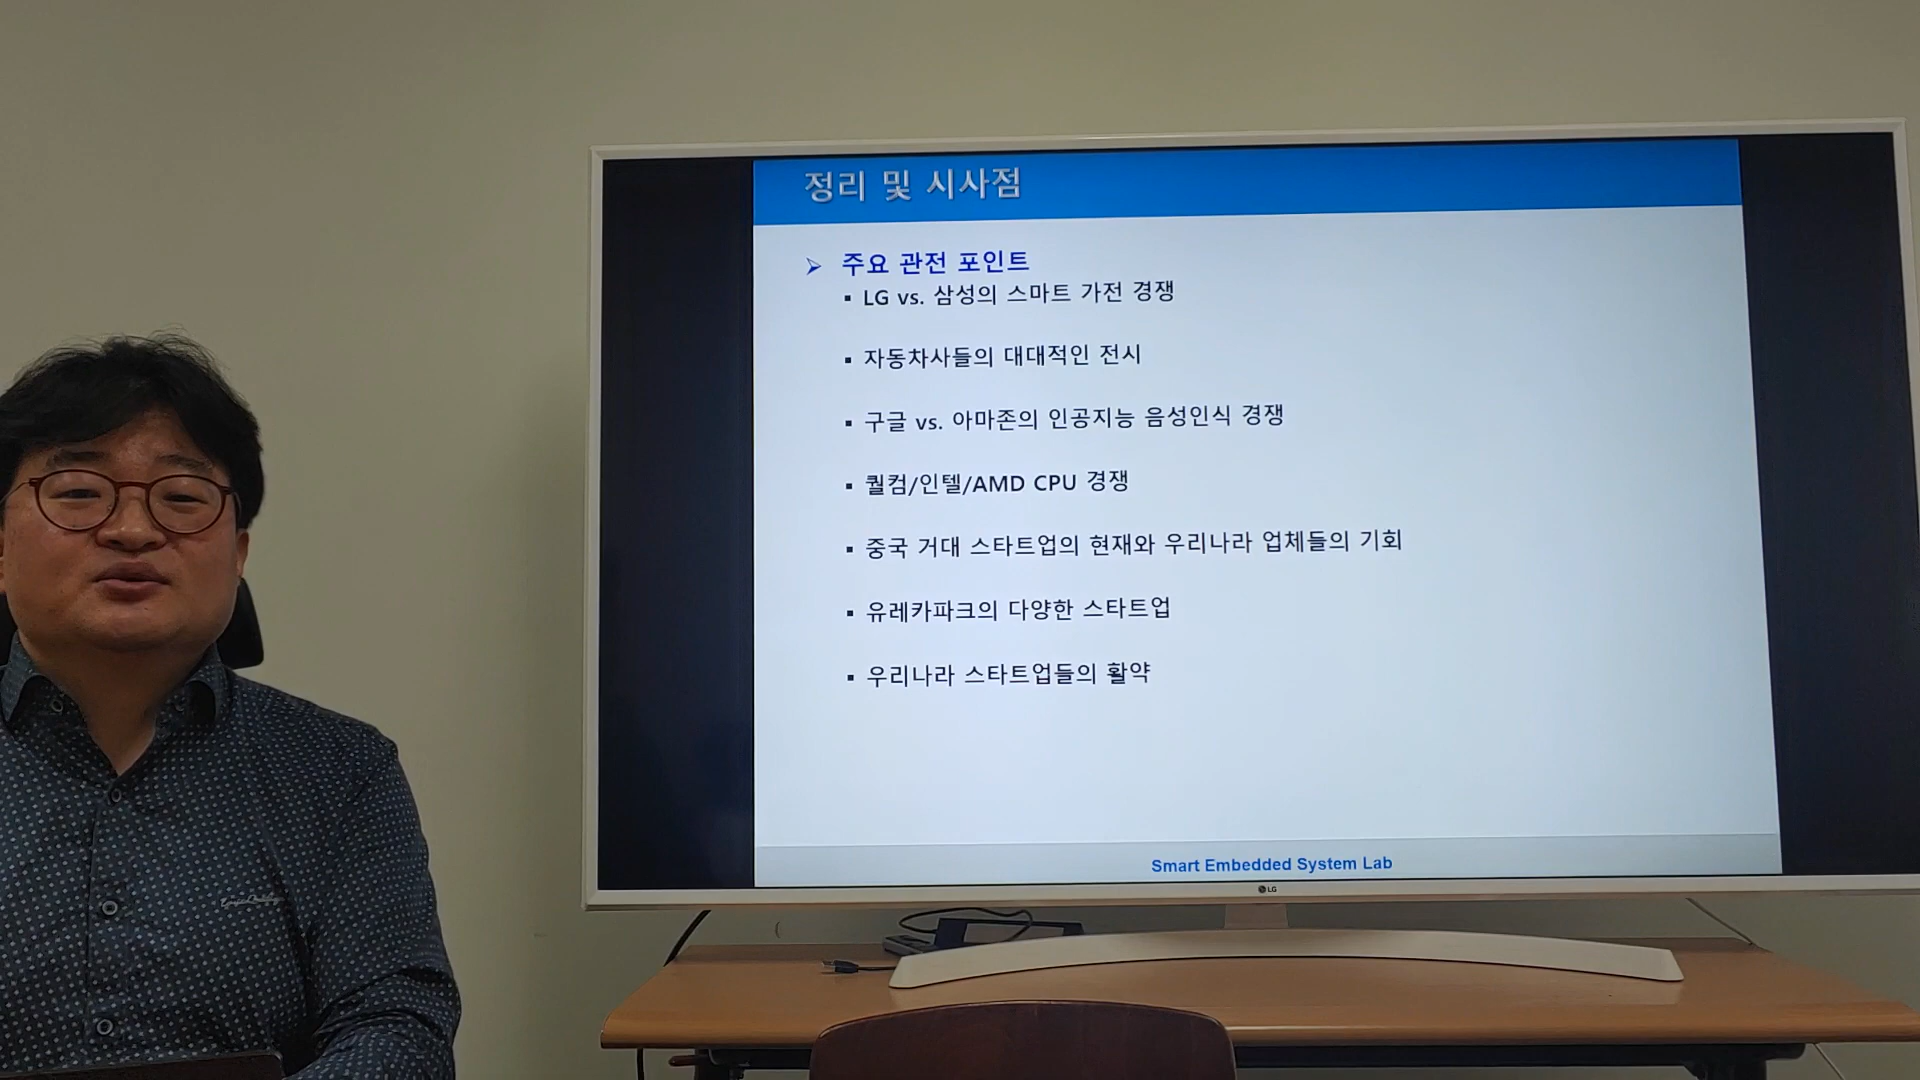 정리 및 시사점
➢ 주요 관전 포인트
▪ LG vs. 삼성의 스마트 가전 경쟁
▪ 자동차사들의 대대적인 전시
▪ 구글 vs. 아마존의 인공지능 음성인식 경쟁
▪ 퀄컴/인텔/AMD CPU 경쟁
▪ 중국 거대 스타트업의 현재와 우리나라 업체들의 기회
▪ 유레카파크의 다양한 스타트업
▪ 우리나라 스타트업들의 활약
Smart Embedded System Lab
LG